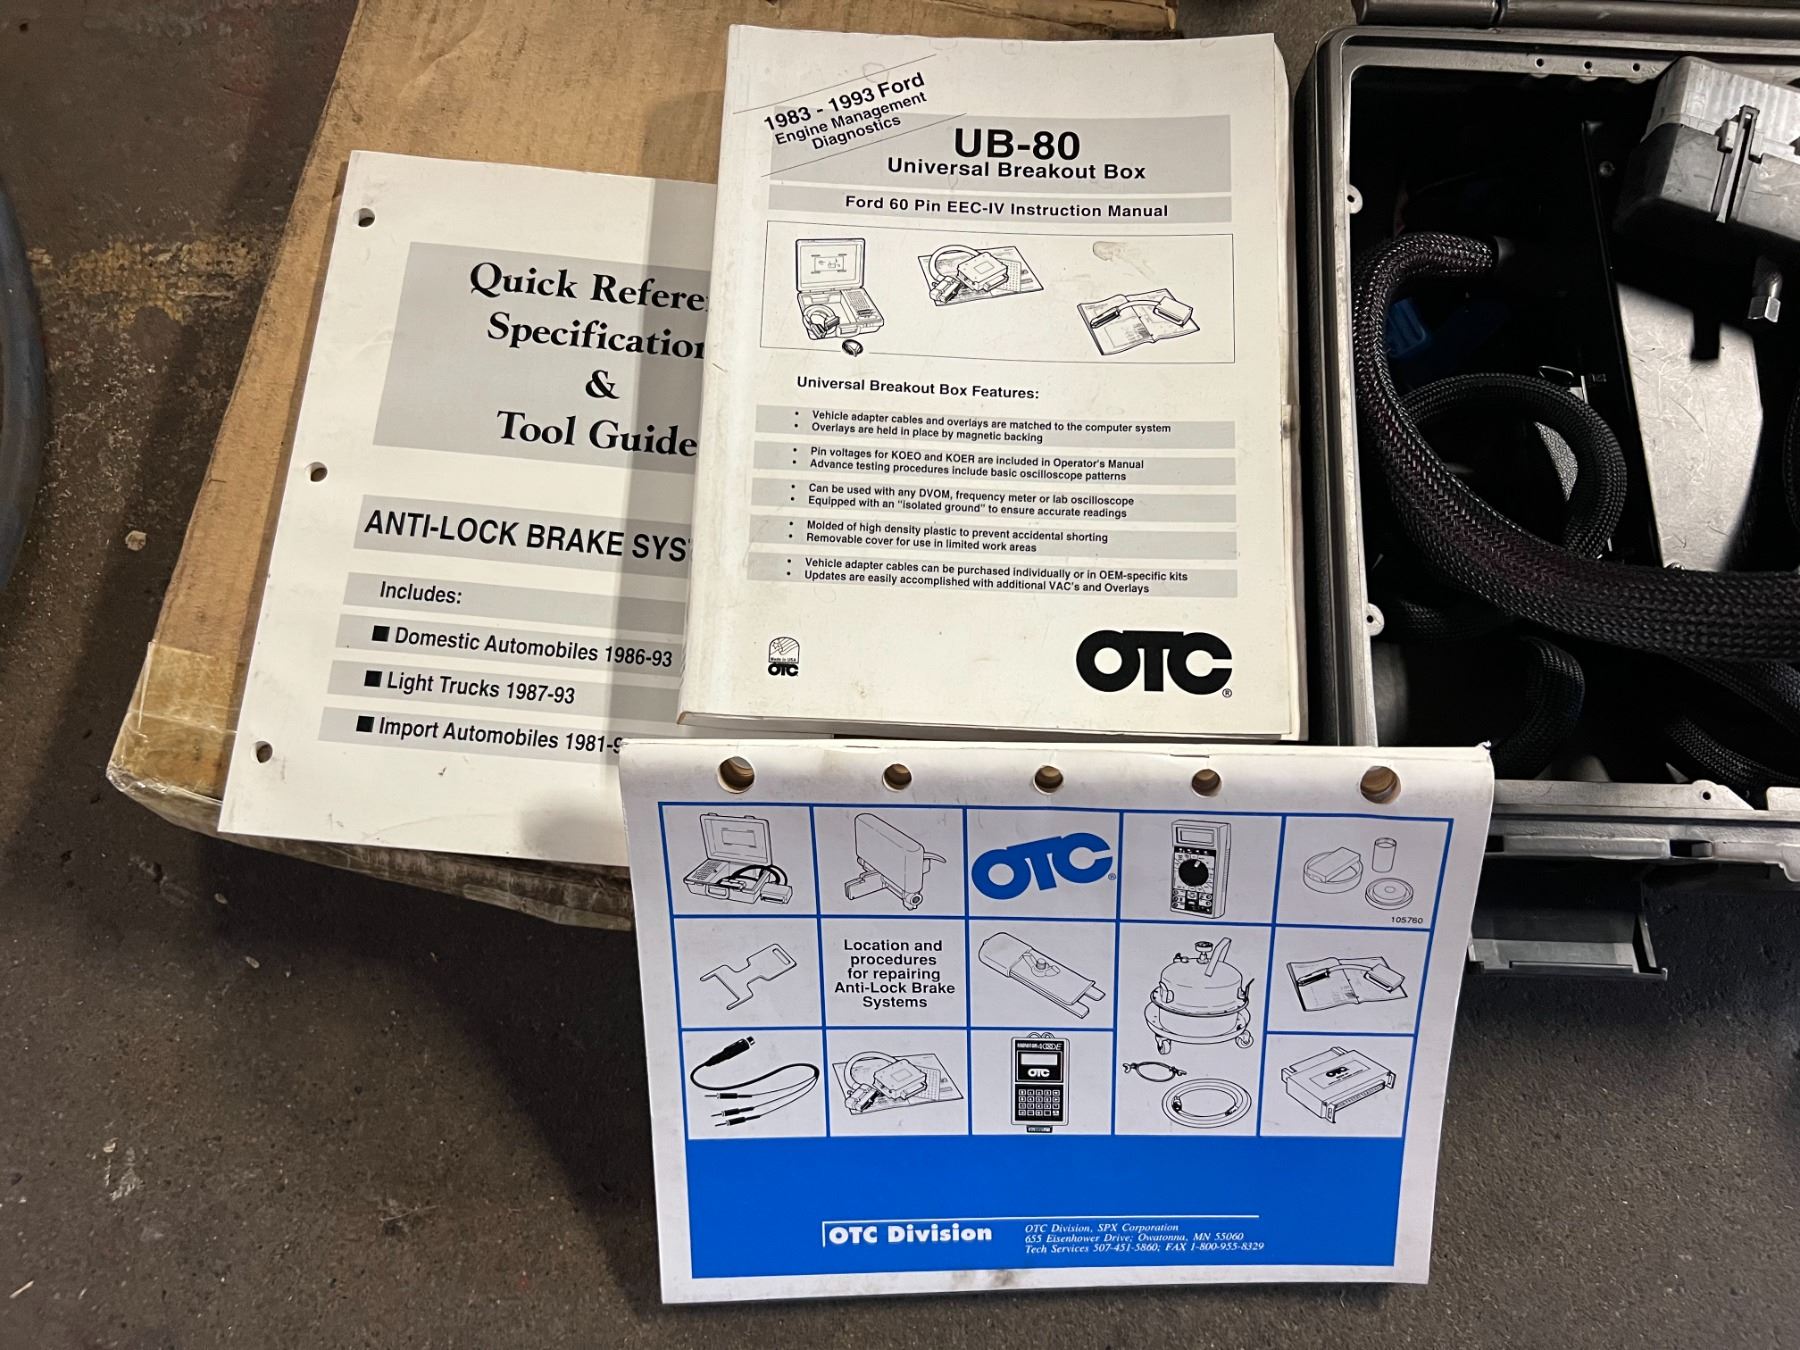 Quick Refere
Specification
&
Tool Guide
ANTI-LOCK BRAKE SYS
Includes:
■ Domestic Automobiles 1986-93
■ Light Trucks 1987-93
■ Import Automobiles 1981-9
1983 - 1993 Ford
Engine Management
Diagnostics
UB-80
Universal Breakout Box
Ford 60 Pin EEC-IV Instruction Manual
Universal Breakout Box Features:
• Vehicle adapter cables and overlays are matched to the computer system
• Overlays are held in place by magnetic backing
• Pin voltages for KOEO and KOER are included in Operator's Manual
• Advance testing procedures include basic oscilloscope patterns
• Can be used with any DVOM, frequency meter or lab oscilloscope
• Equipped with an "isolated ground" to ensure accurate readings
• Molded of high density plastic to prevent accidental shorting
• Removable cover for use in limited work areas
• Vehicle adapter cables can be purchased individually or in OEM-specific kits
• Updates are easily accomplished with additional VAC's and Overlays
Made in USA
OTC
OTC®
OTC®
105760
Location and
procedures
for repairing
Anti-Lock Brake
Systems
OTC
OTC
OTC Division
OTC Division, SPX Corporation
655 Eisenhower Drive; Owatonna, MN 55060
Tech Services 507-451-5860; FAX 1-800-955-8329